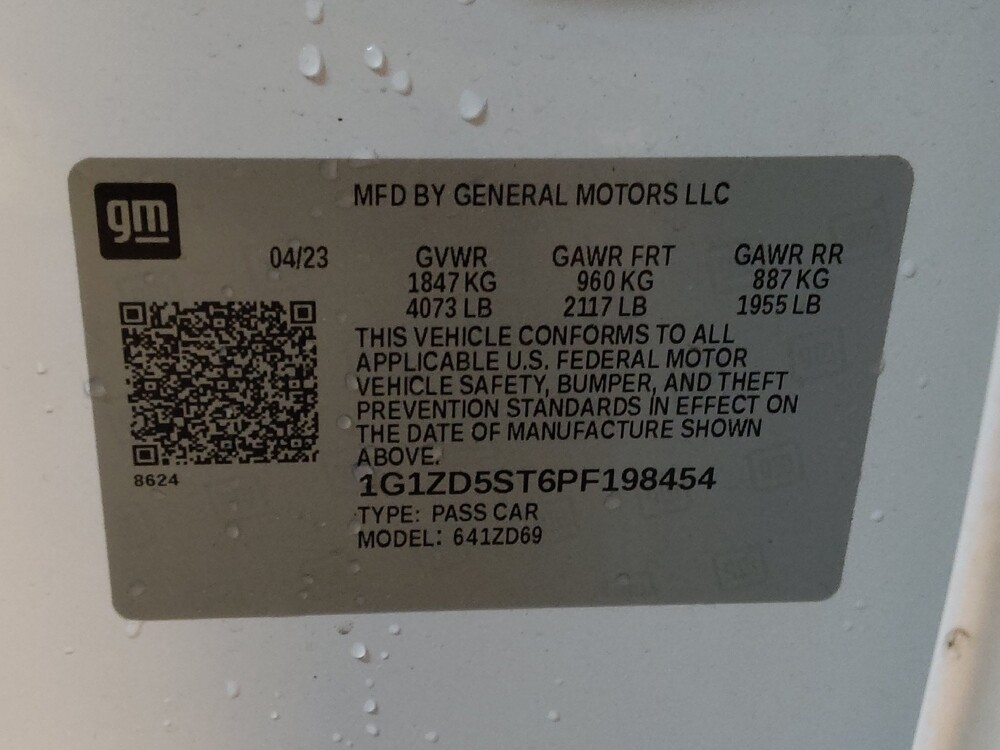 gm
MFD BY GENERAL MOTORS LLC
04/23
GVWR GAWR FRT GAWR RR
1847 KG 960 KG 887 KG
4073 LB 2117 LB 1955 LB
THIS VEHICLE CONFORMS TO ALL
APPLICABLE U.S. FEDERAL MOTOR
VEHICLE SAFETY, BUMPER, AND THEFT
PREVENTION STANDARDS IN EFFECT ON
THE DATE OF MANUFACTURE SHOWN
ABOVE.
8624
1G1ZD5ST6PF198454
TYPE: PASS CAR
MODEL: 641ZD69